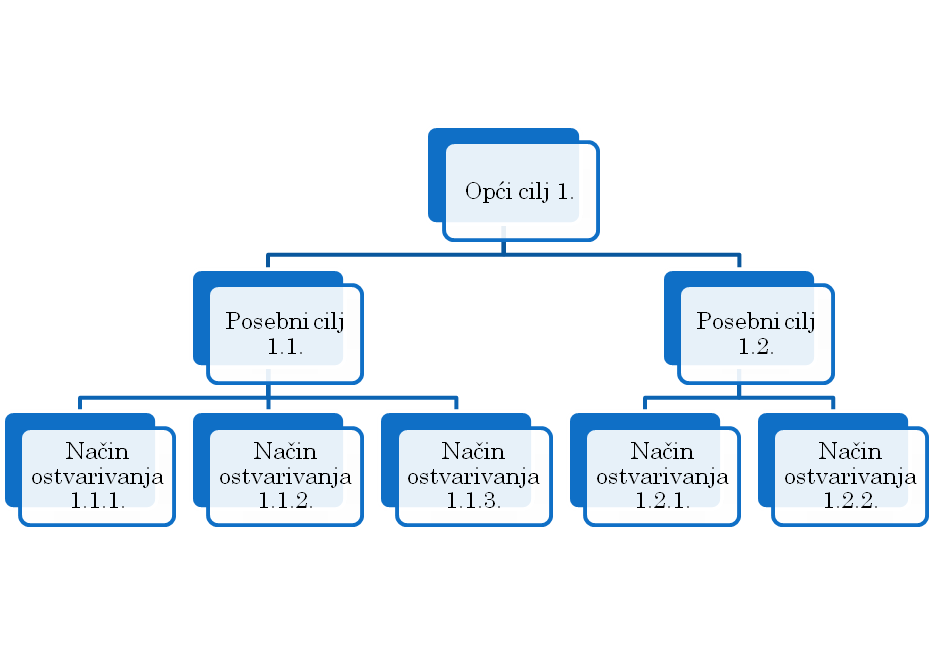 Opći cilj 1.
Posebni cilj
1.1.
Posebni cilj
1.2.
Način
ostvarivanja
1.1.1.
Način
ostvarivanja
1.1.2.
Način
ostvarivanja
1.1.3.
Način
ostvarivanja
1.2.1.
Način
ostvarivanja
1.2.2.